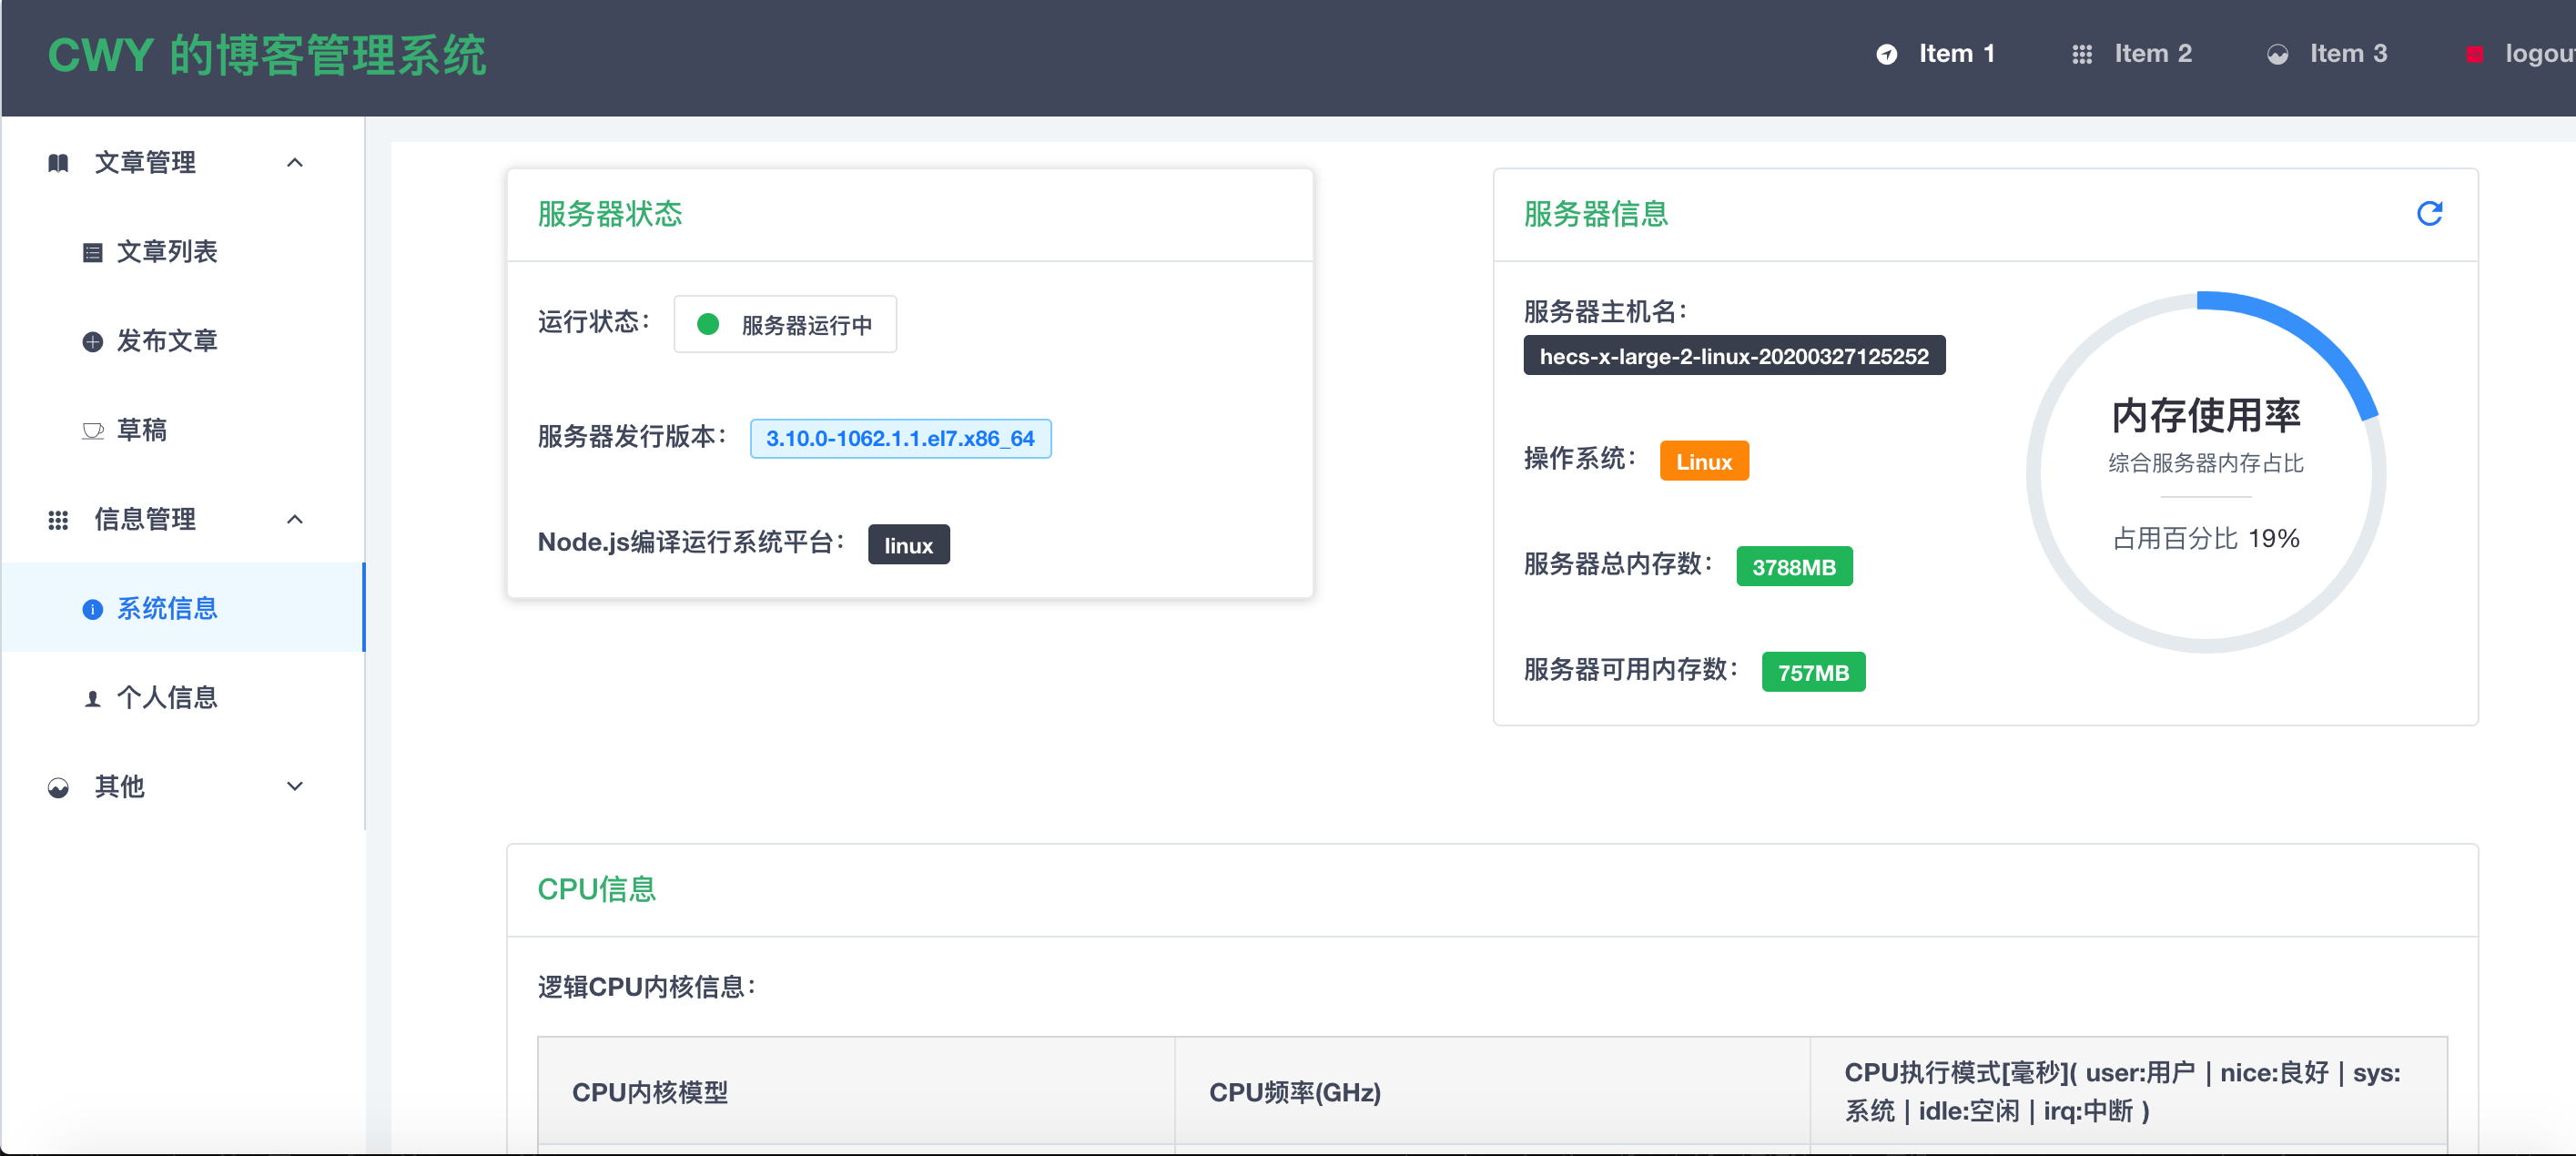 CWY 的博客管理系统
Item 1
Item 2
Item 3
logou
文章管理
文章列表
发布文章
草稿
信息管理
系统信息
个人信息
其他
服务器状态
运行状态：
服务器运行中
服务器发行版本：
3.10.0-1062.1.1.el7.x86_64
Node.js编译运行系统平台：
linux
服务器信息
服务器主机名：
hecs-x-large-2-linux-20200327125252
操作系统：
Linux
服务器总内存数：
3788MB
服务器可用内存数：
757MB
内存使用率
综合服务器内存占比
占用百分比 19%
CPU信息
逻辑CPU内核信息：
CPU内核模型
CPU频率(GHz)
CPU执行模式[毫秒]( user:用户 | nice:良好 | sys:
系统 | idle:空闲 | irq:中断 )